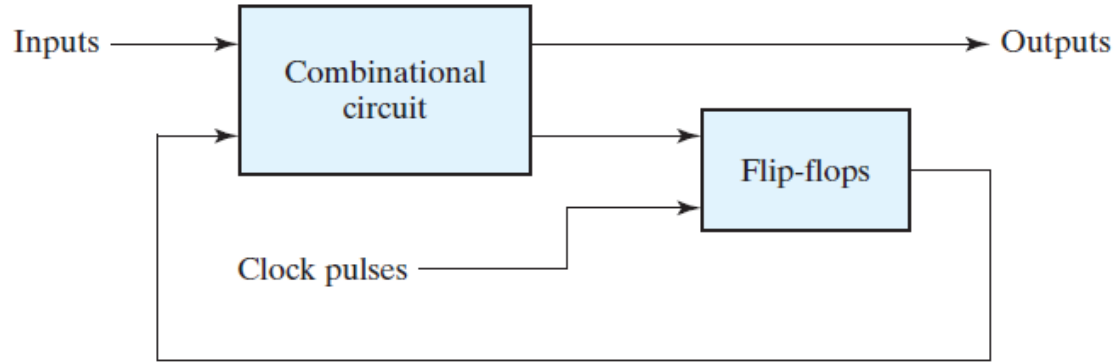 Inputs
Combinational
circuit
Outputs
Flip-flops
Clock pulses